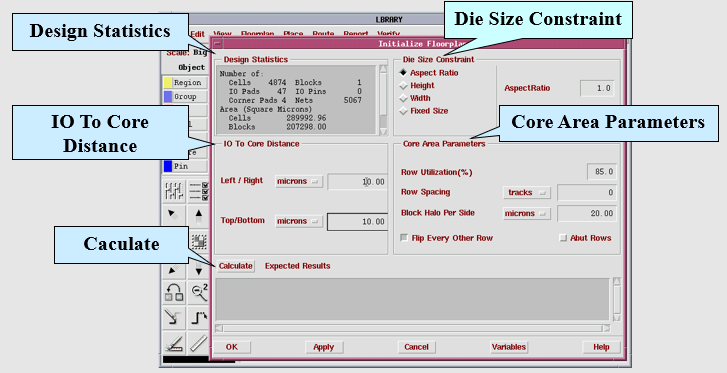 LIBRARY
Edit View Floorplan Place Route Report Verify
Design Statistics
Die Size Constraint
Initialize Floorpla
Scale: Big
Object
Region
Group
Pin
Design Statistics
Number of:
Cells 4874 Blocks 1
IO Pads 47 IO Pins 0
Corner Pads 4 Nets 5067
Area (Square Microns)
Cells 289992.96
Blocks 207298.00
Die Size Constraint
Aspect Ratio
Height
Width
Fixed Size
AspectRatio 1.0
IO To Core
Distance
Core Area Parameters
IO To Core Distance
Left / Right microns 10.00
Top/Bottom microns 10.00
Core Area Parameters
Row Utilization(%) 85.0
Row Spacing tracks 0
Block Halo Per Side microns 20.00
Flip Every Other Row Abut Rows
Caculate
Calculate Expected Results
OK Apply Cancel Variables Help